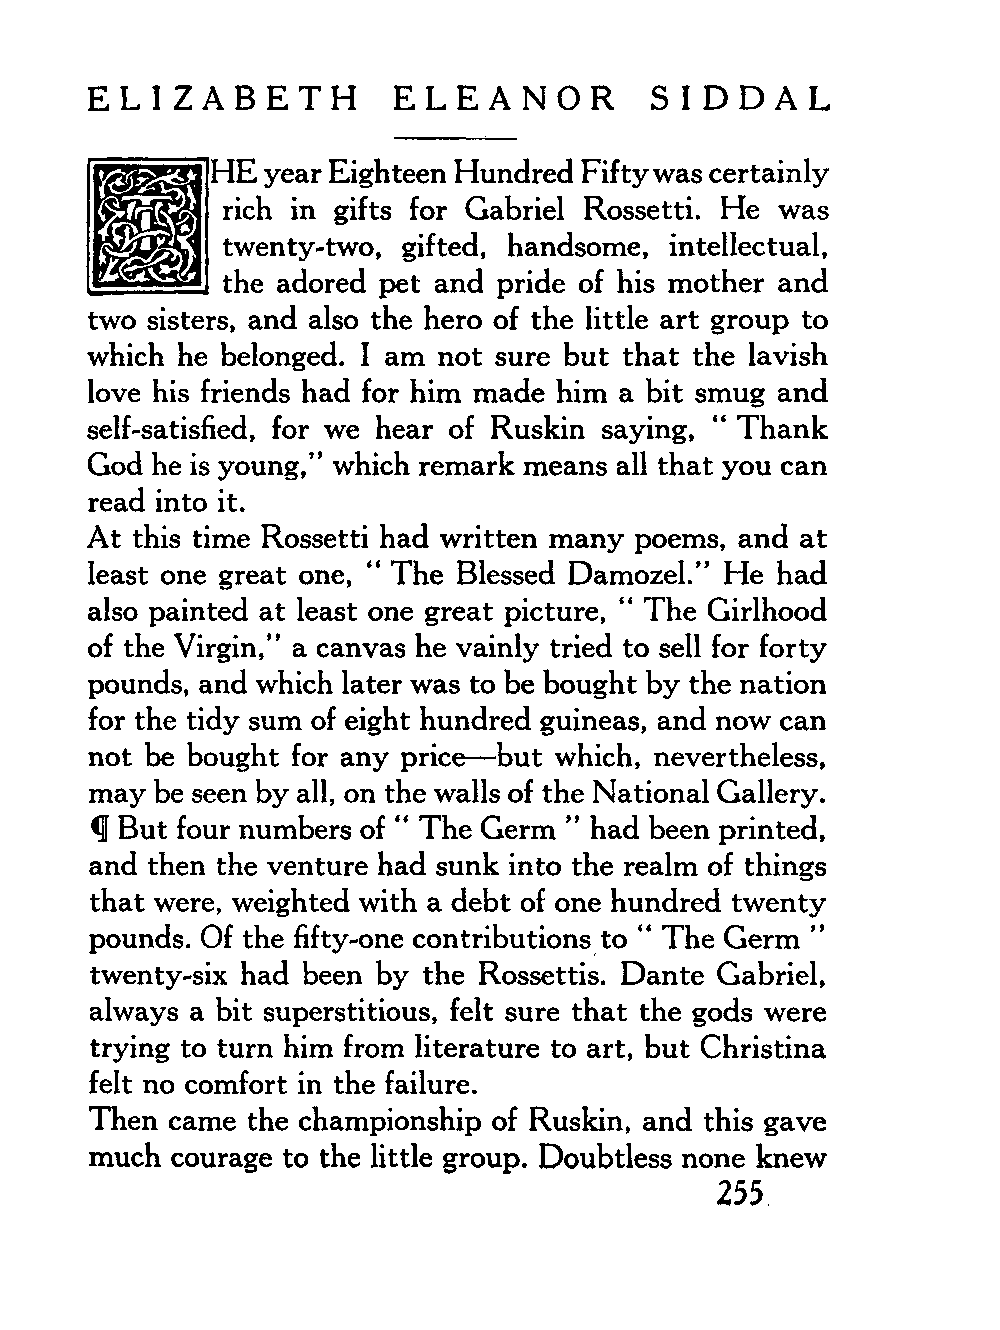 ELIZABETH ELEANOR SIDDAL
THE year Eighteen Hundred Fifty was certainly
rich in gifts for Gabriel Rossetti. He was
twenty-two, gifted, handsome, intellectual,
the adored pet and pride of his mother and
two sisters, and also the hero of the little art group to
which he belonged. I am not sure but that the lavish
love his friends had for him made him a bit smug and
self-satisfied, for we hear of Ruskin saying, “ Thank
God he is young,” which remark means all that you can
read into it.
At this time Rossetti had written many poems, and at
least one great one, “ The Blessed Damozel.” He had
also painted at least one great picture, “ The Girlhood
of the Virgin,” a canvas he vainly tried to sell for forty
pounds, and which later was to be bought by the nation
for the tidy sum of eight hundred guineas, and now can
not be bought for any price—but which, nevertheless,
may be seen by all, on the walls of the National Gallery.
¶ But four numbers of “ The Germ ” had been printed,
and then the venture had sunk into the realm of things
that were, weighted with a debt of one hundred twenty
pounds. Of the fifty-one contributions to “ The Germ ”
twenty-six had been by the Rossettis. Dante Gabriel,
always a bit superstitious, felt sure that the gods were
trying to turn him from literature to art, but Christina
felt no comfort in the failure.
Then came the championship of Ruskin, and this gave
much courage to the little group. Doubtless none knew
255